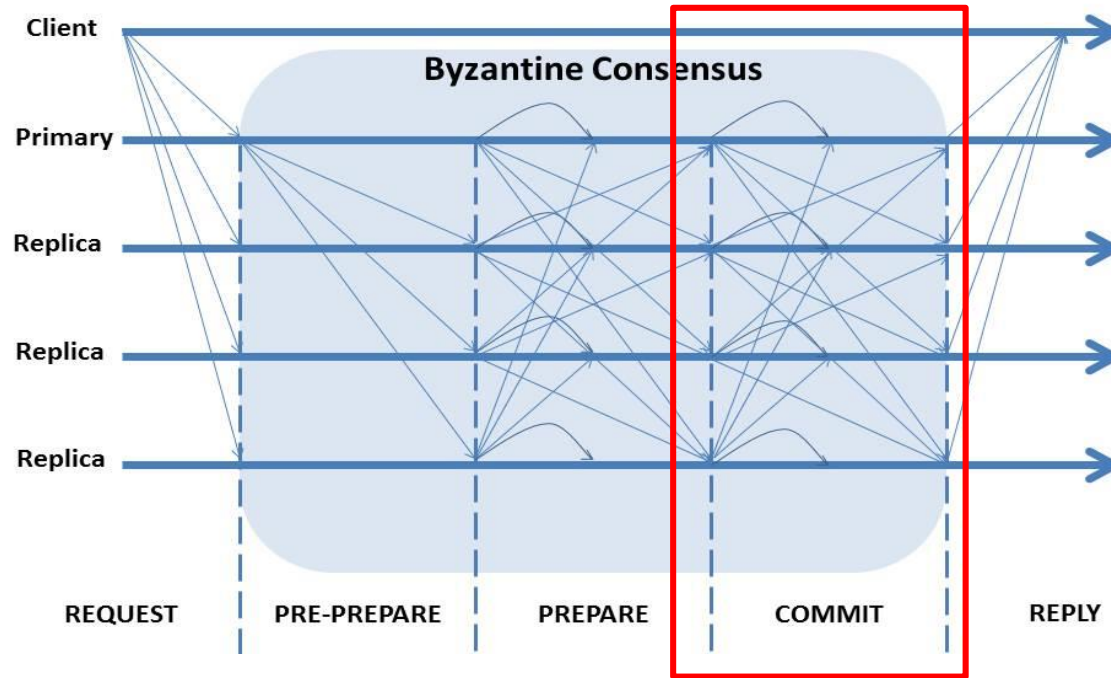 Client
Byzantine Consensus
Primary
Replica
Replica
Replica
REQUEST PRE-PREPARE PREPARE COMMIT REPLY